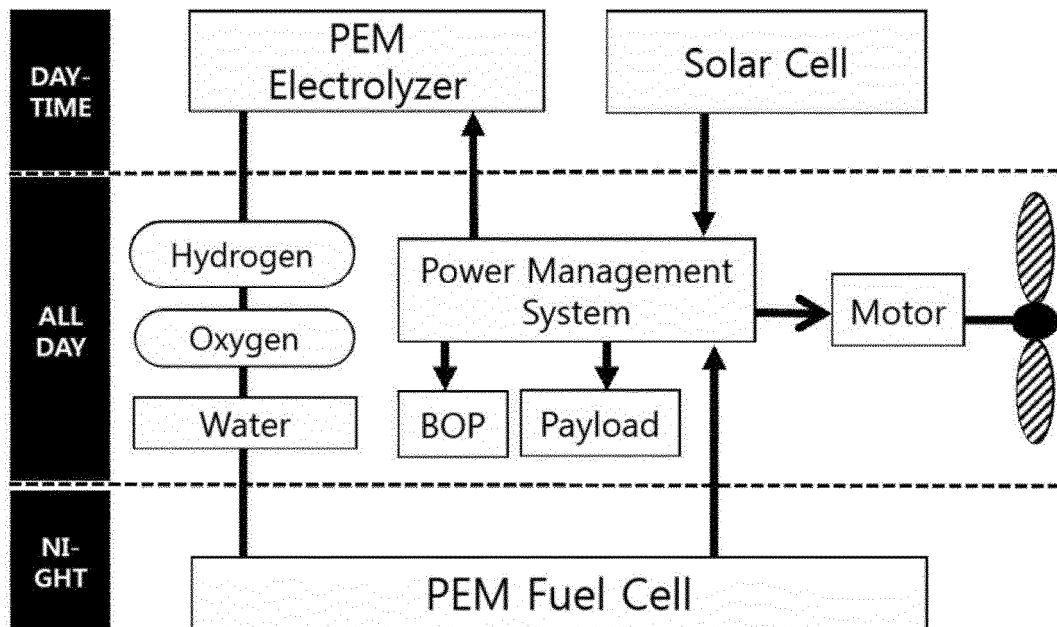 DAY-
TIME
PEM
Electrolyzer
Solar Cell
ALL
DAY
Hydrogen
Oxygen
Water
Power Management
System
BOP
Payload
Motor
NI-
GHT
PEM Fuel Cell